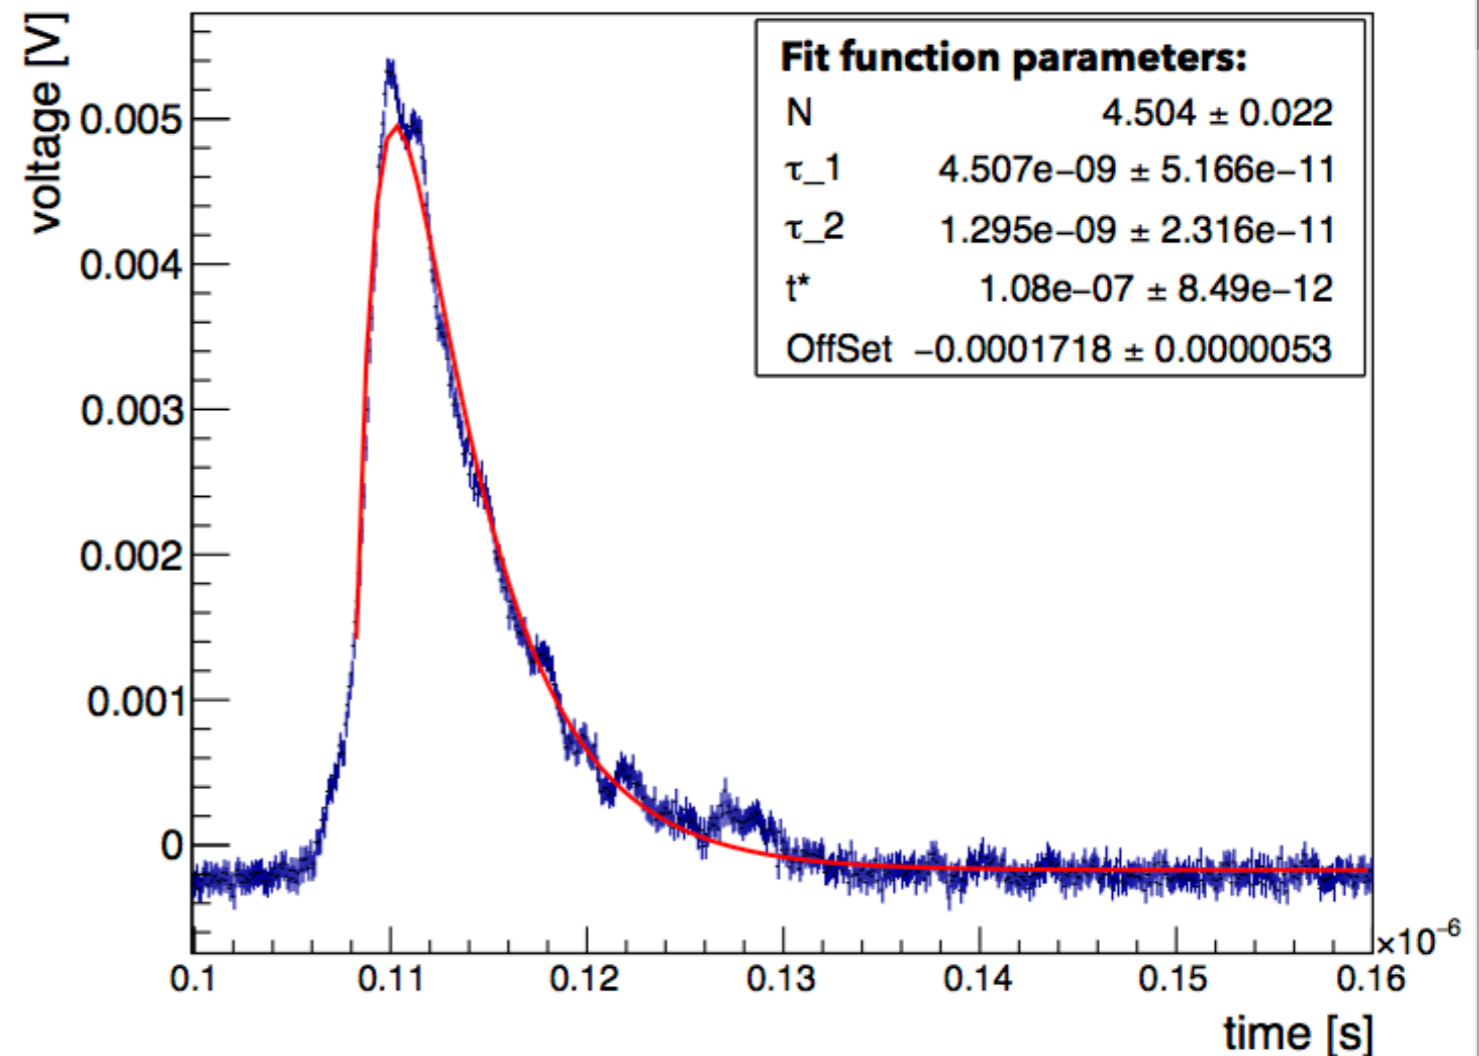 voltage [V]
0.005
0.004
0.003
0.002
0.001
0
Fit function parameters:
N 4.504 ± 0.022
τ_1 4.507e−09 ± 5.166e−11
τ_2 1.295e−09 ± 2.316e−11
t* 1.08e−07 ± 8.49e−12
OffSet −0.0001718 ± 0.0000053
0.1 0.11 0.12 0.13 0.14 0.15 0.16
×10⁻⁶
time [s]